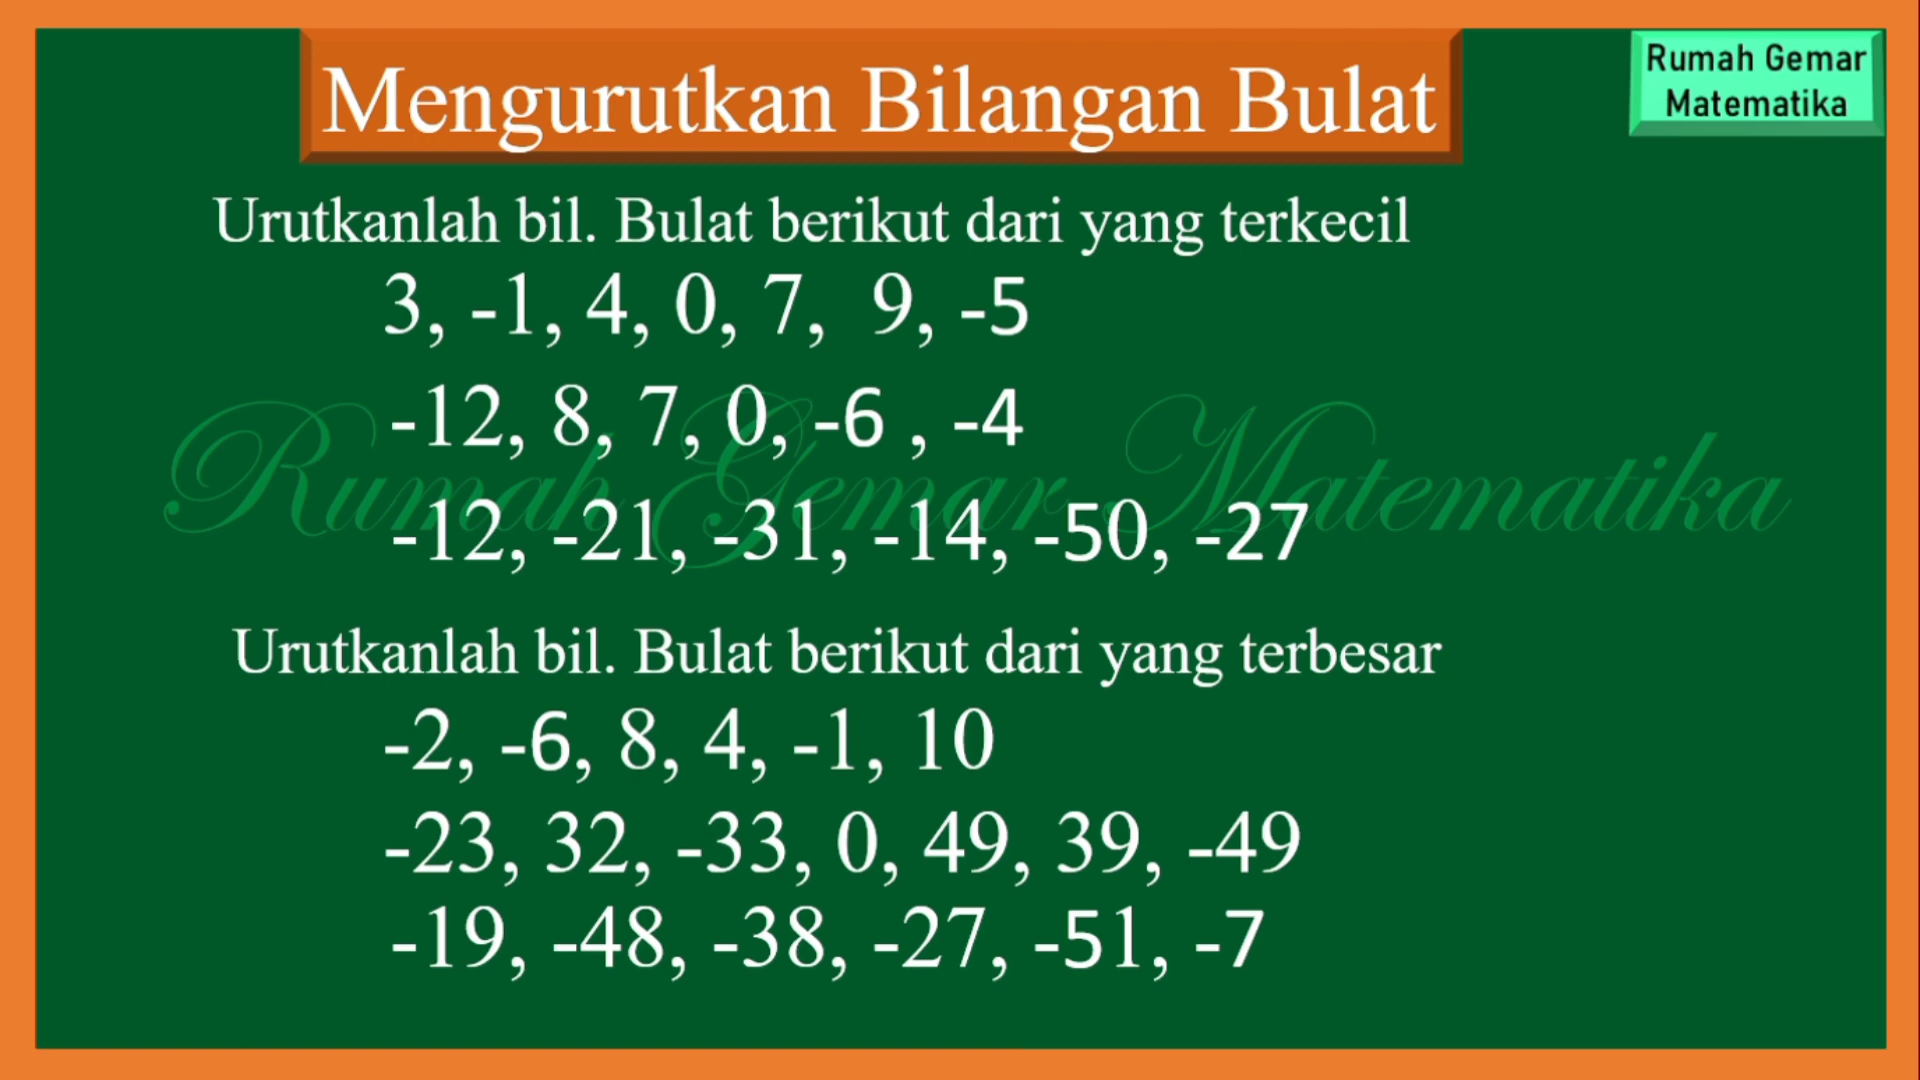 Mengurutkan Bilangan Bulat
Rumah Gemar
Matematika
Urutkanlah bil. Bulat berikut dari yang terkecil
3, -1, 4, 0, 7, 9, -5
-12, 8, 7, 0, -6 , -4
Rumah Gemar Matematika
-12, -21, -31, -14, -50, -27
Urutkanlah bil. Bulat berikut dari yang terbesar
-2, -6, 8, 4, -1, 10
-23, 32, -33, 0, 49, 39, -49
-19, -48, -38, -27, -51, -7